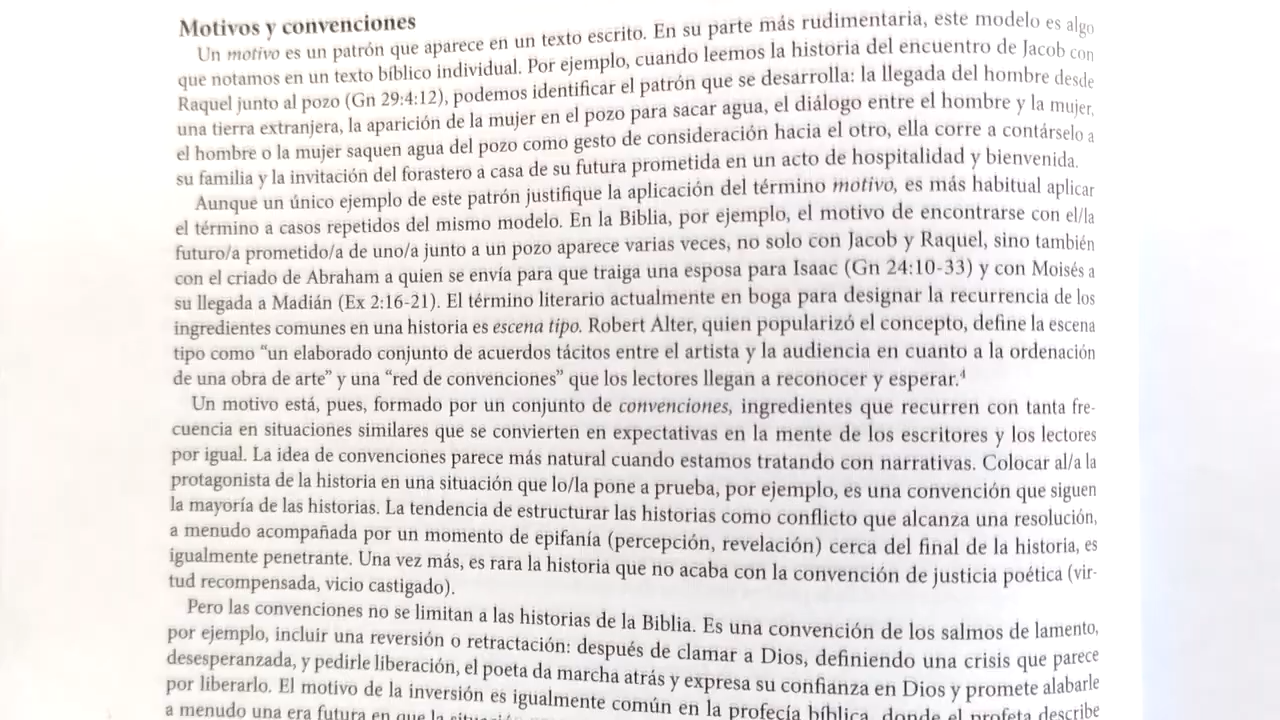 Motivos y convenciones
Un motivo es un patrón que aparece en un texto escrito. En su parte más rudimentaria, este modelo es algo
que notamos en un texto bíblico individual. Por ejemplo, cuando leemos la historia del encuentro de Jacob con
Raquel junto al pozo (Gn 29:4:12), podemos identificar el patrón que se desarrolla: la llegada del hombre desde
una tierra extranjera, la aparición de la mujer en el pozo para sacar agua, el diálogo entre el hombre y la mujer,
el hombre o la mujer saquen agua del pozo como gesto de consideración hacia el otro, ella corre a contárselo a
su familia y la invitación del forastero a casa de su futura prometida en un acto de hospitalidad y bienvenida.
Aunque un único ejemplo de este patrón justifique la aplicación del término motivo, es más habitual aplicar
el término a casos repetidos del mismo modelo. En la Biblia, por ejemplo, el motivo de encontrarse con el/la
futuro/a prometido/a de uno/a junto a un pozo aparece varias veces, no solo con Jacob y Raquel, sino también
con el criado de Abraham a quien se envía para que traiga una esposa para Isaac (Gn 24:10-33) y con Moisés a
su llegada a Madián (Ex 2:16-21). El término literario actualmente en boga para designar la recurrencia de los
ingredientes comunes en una historia es escena tipo. Robert Alter, quien popularizó el concepto, define la escena
tipo como “un elaborado conjunto de acuerdos tácitos entre el artista y la audiencia en cuanto a la ordenación
de una obra de arte” y una “red de convenciones” que los lectores llegan a reconocer y esperar.⁴
Un motivo está, pues, formado por un conjunto de convenciones, ingredientes que recurren con tanta fre-
cuencia en situaciones similares que se convierten en expectativas en la mente de los escritores y los lectores
por igual. La idea de convenciones parece más natural cuando estamos tratando con narrativas. Colocar al/a la
protagonista de la historia en una situación que lo/la pone a prueba, por ejemplo, es una convención que siguen
la mayoría de las historias. La tendencia de estructurar las historias como conflicto que alcanza una resolución,
a menudo acompañada por un momento de epifanía (percepción, revelación) cerca del final de la historia, es
igualmente penetrante. Una vez más, es rara la historia que no acaba con la convención de justicia poética (vir-
tud recompensada, vicio castigado).
Pero las convenciones no se limitan a las historias de la Biblia. Es una convención de los salmos de lamento,
por ejemplo, incluir una reversión o retractación: después de clamar a Dios, definiendo una crisis que parece
desesperanzada, y pedirle liberación, el poeta da marcha atrás y expresa su confianza en Dios y promete alabarle
por liberarlo. El motivo de la inversión es igualmente común en la profecía bíblica, donde el profeta describe
a menudo una era futura en que la